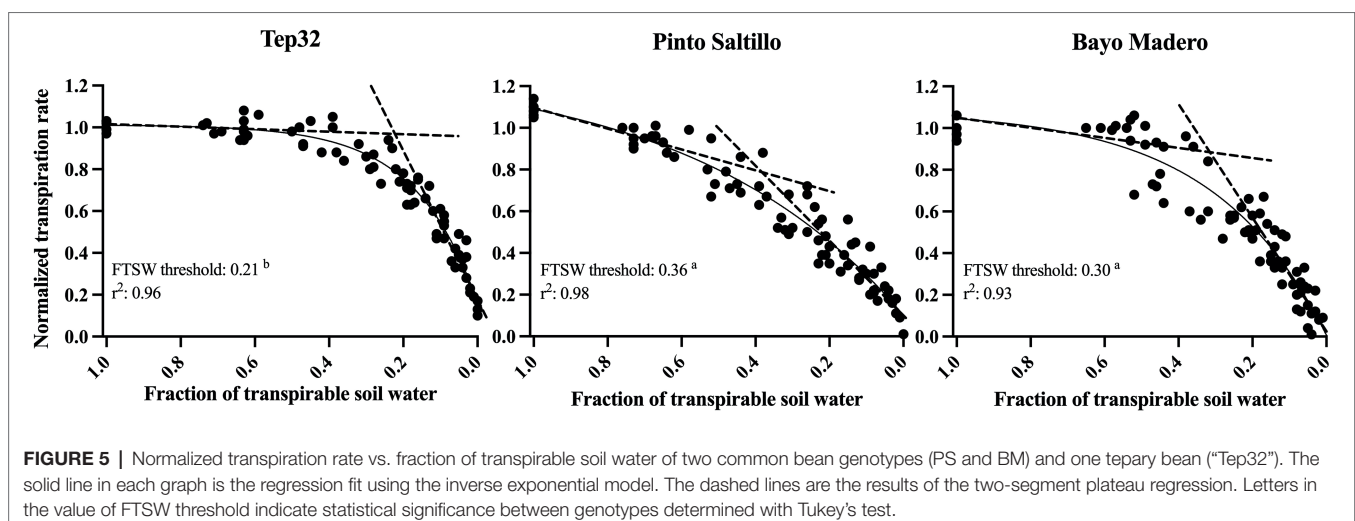 Tep32
Pinto Saltillo
Bayo Madero
Normalized transpiration rate
1.2
1.0
0.8
0.6
0.4
0.2
0.0
FTSW threshold: 0.21 b
r2: 0.96
1.0
0.8
0.6
0.4
0.2
0.0
Fraction of transpirable soil water
1.2
1.0
0.8
0.6
0.4
0.2
0.0
FTSW threshold: 0.36 a
r2: 0.98
1.0
0.8
0.6
0.4
0.2
0.0
Fraction of transpirable soil water
1.2
1.0
0.8
0.6
0.4
0.2
0.0
FTSW threshold: 0.30 a
r2: 0.93
1.0
0.8
0.6
0.4
0.2
0.0
Fraction of transpirable soil water
FIGURE 5 | Normalized transpiration rate vs. fraction of transpirable soil water of two common bean genotypes (PS and BM) and one tepary bean (“Tep32”). The
solid line in each graph is the regression fit using the inverse exponential model. The dashed lines are the results of the two-segment plateau regression. Letters in
the value of FTSW threshold indicate statistical significance between genotypes determined with Tukey’s test.